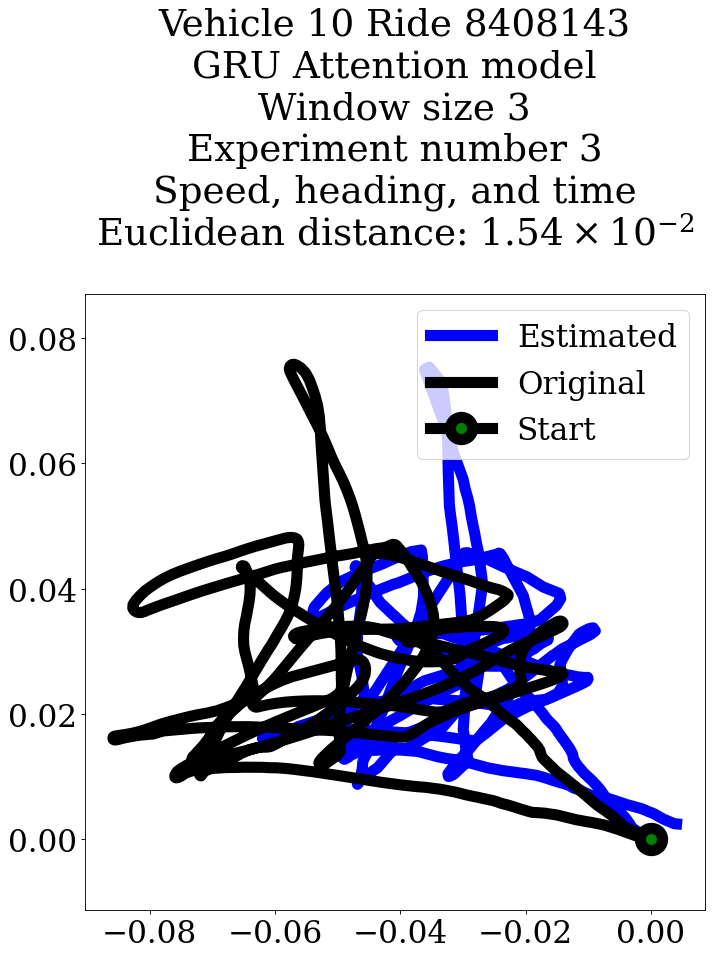 Vehicle 10 Ride 8408143
GRU Attention model
Window size 3
Experiment number 3
Speed, heading, and time
Euclidean distance: 1.54 × 10⁻²
Estimated
Original
Start
0.08
0.06
0.04
0.02
0.00
−0.08 −0.06 −0.04 −0.02 0.00